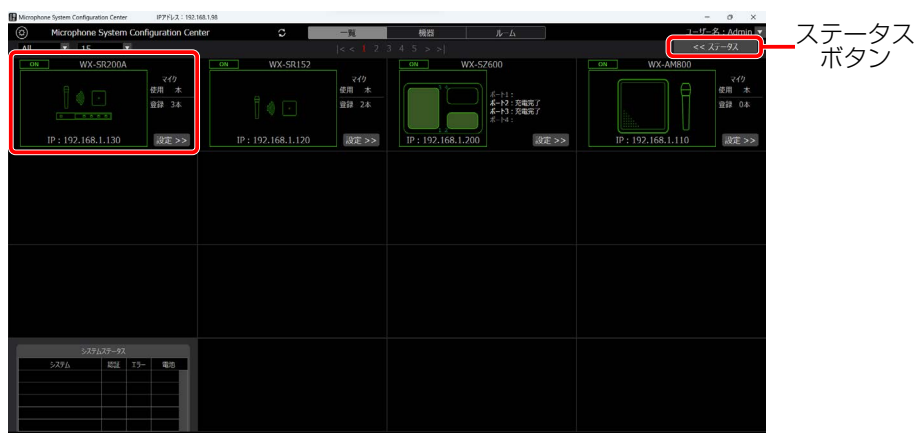 Microphone System Configuration Center IPアドレス：192.168.1.98
Microphone System Configuration Center
一覧 機器 ルーム
ユーザー名：Admin
All 15
|< < 1 2 3 4 5 > >|
<< ステータス
ステータス
ボタン
ON WX-SR200A
マイク
使用 本
登録 3本
IP：192.168.1.130
設定 >>
ON WX-SR152
マイク
使用 本
登録 2本
IP：192.168.1.120
設定 >>
ON WX-SZ600
ポート1：
ポート2：充電完了
ポート3：充電完了
ポート4：
IP：192.168.1.200
設定 >>
ON WX-AM800
マイク
使用 本
登録 0本
IP：192.168.1.110
設定 >>
システムステータス
システム 認証 エラー 電池